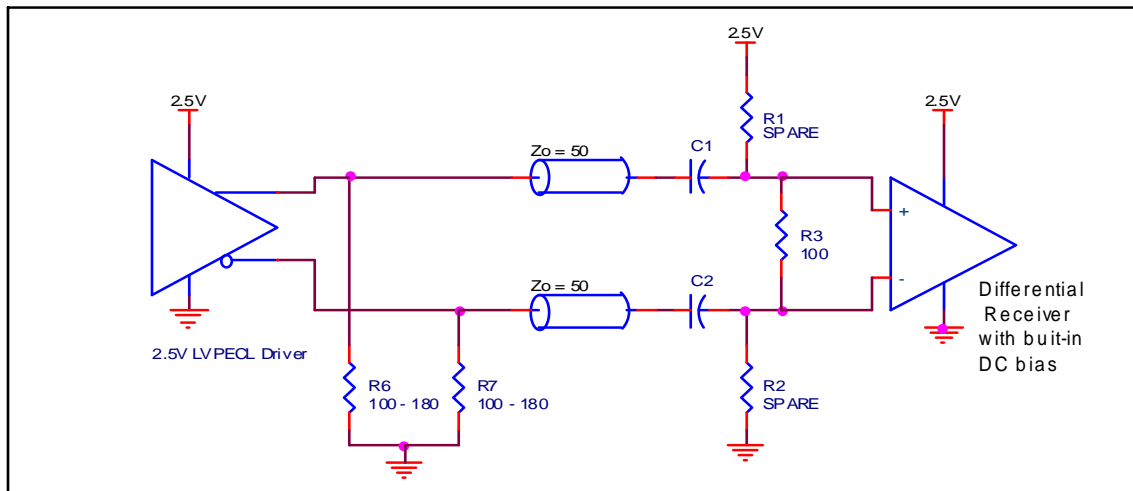 2.5V
2.5V
2.5V
R1
SPARE
Zo = 50
C1
+
R3
100
-
Zo = 50
C2
Differential
Receiver
with buit-in
DC bias
2.5V LVPECL Driver
R6
100 - 180
R7
100 - 180
R2
SPARE